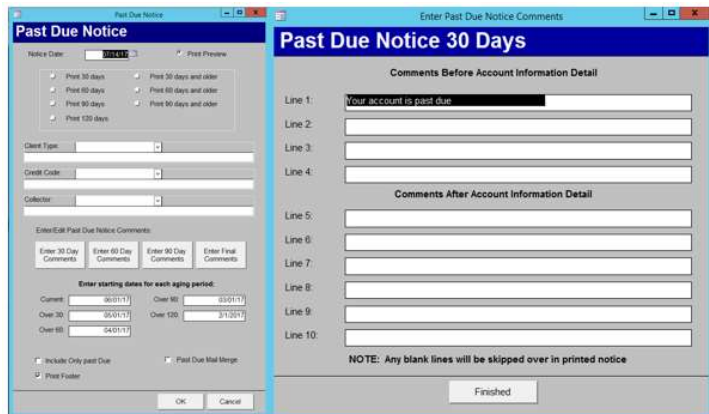 Past Due Notice
Past Due Notice
Notice Date: 07/14/17
Print Preview
Print 30 days
Print 30 days and older
Print 60 days
Print 60 days and older
Print 90 days
Print 90 days and older
Print 120 days
Client Type:
Credit Code:
Collector:
Enter/Edit Past Due Notice Comments:
Enter 30 Day Comments
Enter 60 Day Comments
Enter 90 Day Comments
Enter Final Comments
Enter starting dates for each aging period:
Current: 06/01/17
Over 90: 03/01/17
Over 30: 05/01/17
Over 120: 2/1/2017
Over 60: 04/01/17
Include Only past Due
Past Due Mail Merge
Print Footer
OK
Cancel
Enter Past Due Notice Comments
Past Due Notice 30 Days
Comments Before Account Information Detail
Line 1: Your account is past due
Line 2:
Line 3:
Line 4:
Comments After Account Information Detail
Line 5:
Line 6:
Line 7:
Line 8:
Line 9:
Line 10:
NOTE: Any blank lines will be skipped over in printed notice
Finished